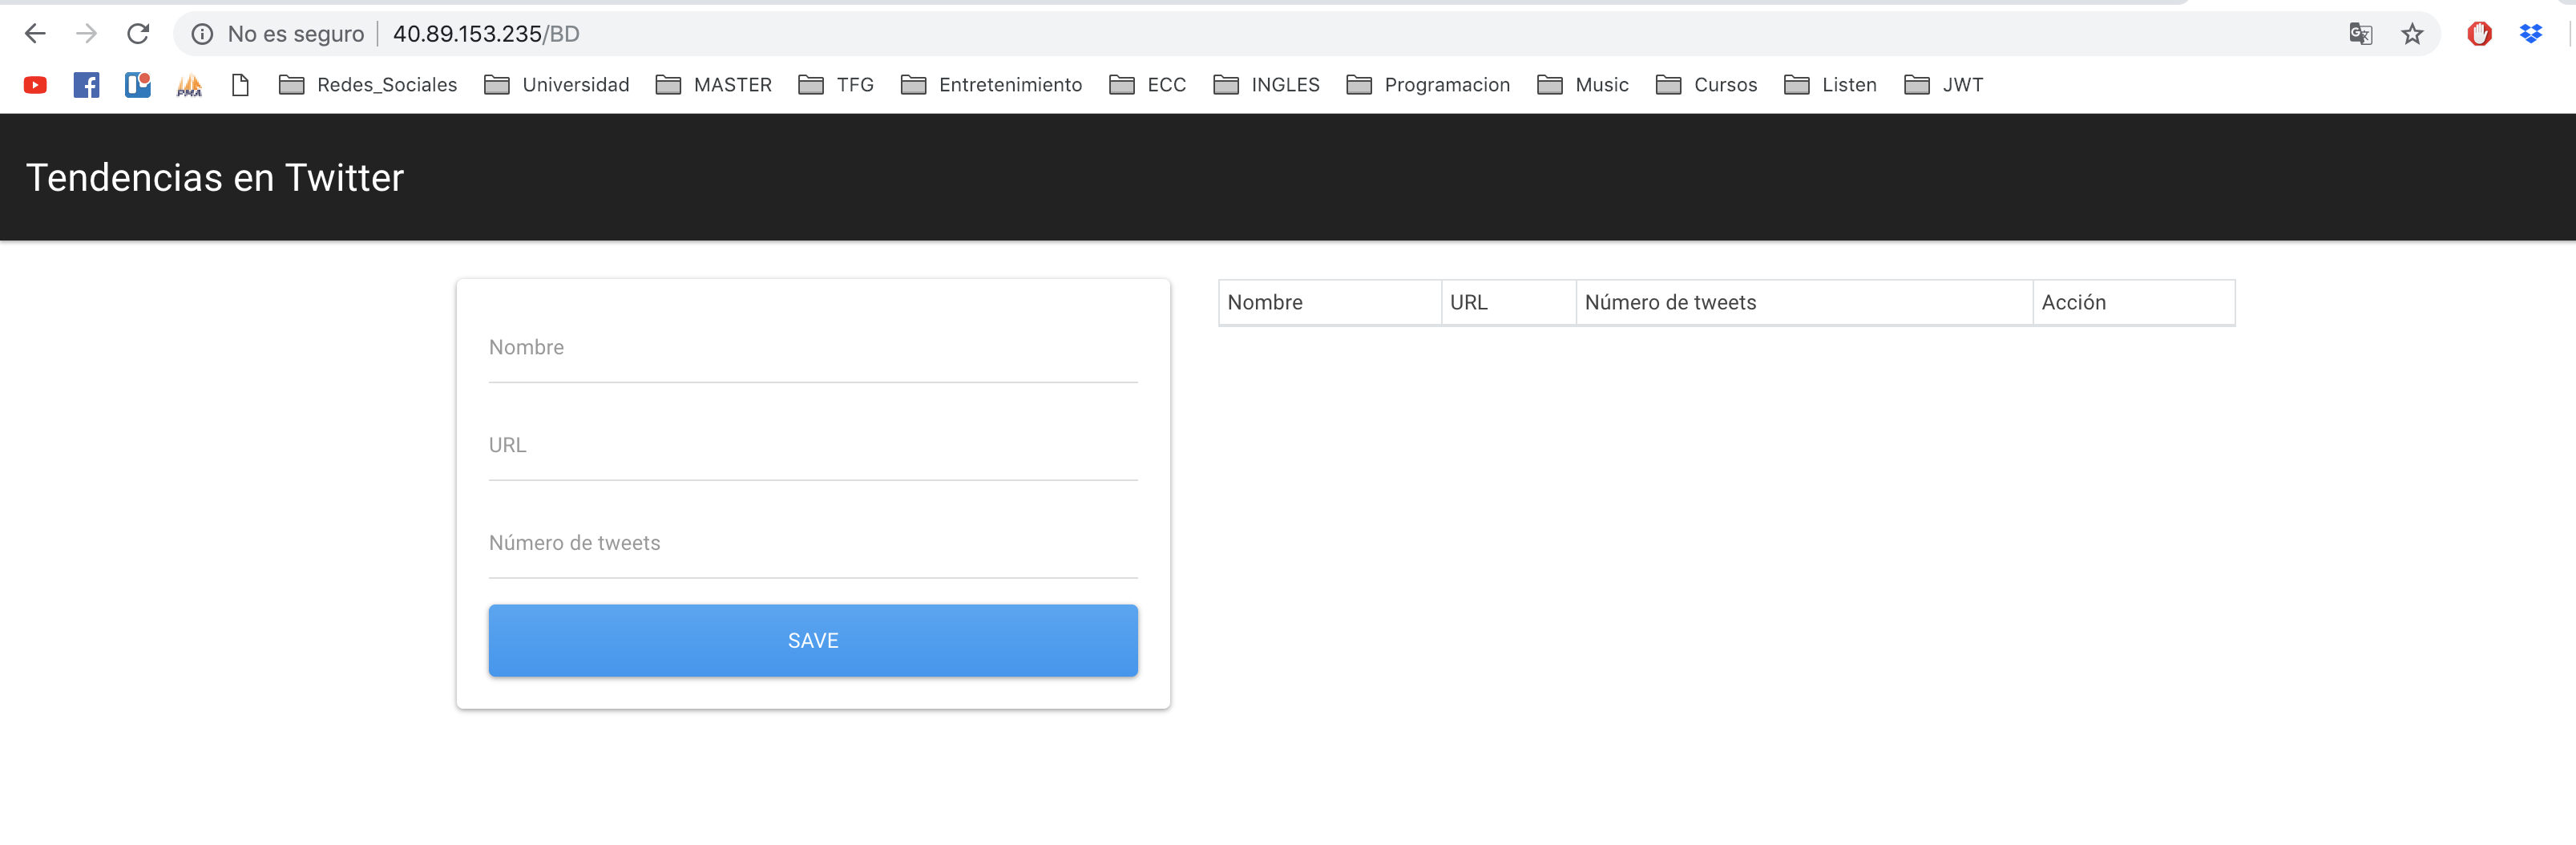 No es seguro | 40.89.153.235/BD
Redes_Sociales Universidad MASTER TFG Entretenimiento ECC INGLES Programacion Music Cursos Listen JWT
Tendencias en Twitter
Nombre
URL
Número de tweets
SAVE
Nombre URL Número de tweets Acción